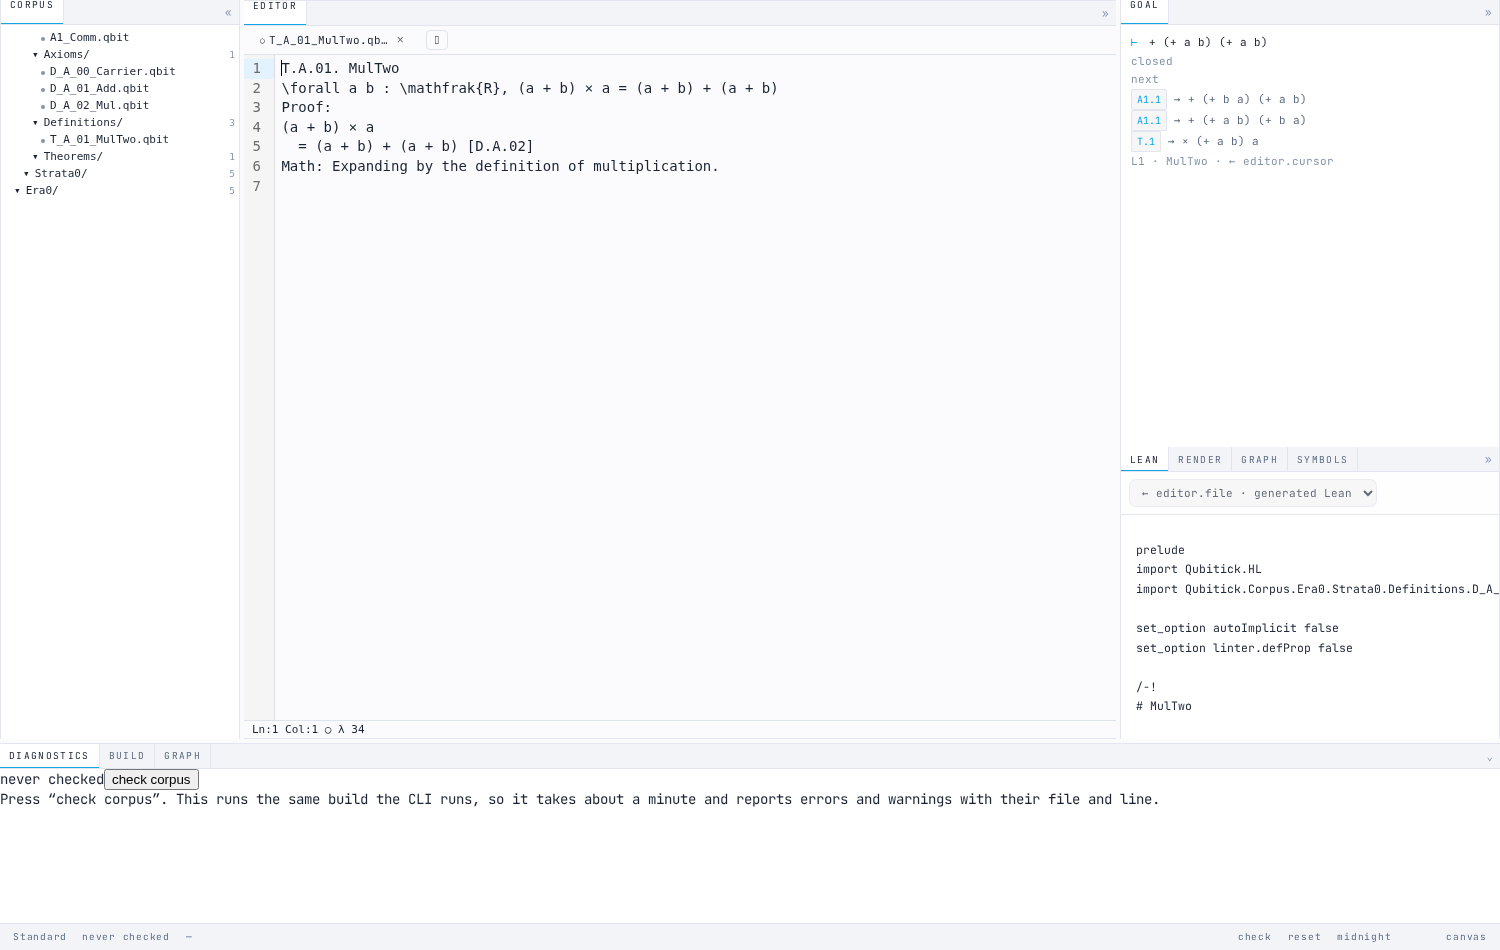 CORPUS «
A1_Comm.qbit
▾ Axioms/ 1
D_A_00_Carrier.qbit
D_A_01_Add.qbit
D_A_02_Mul.qbit
▾ Definitions/ 3
T_A_01_MulTwo.qbit
▾ Theorems/ 1
▾ Strata0/ 5
▾ Era0/ 5
EDITOR »
○ T_A_01_MulTwo.qb… ×
1 T.A.01. MulTwo
2 \forall a b : \mathfrak{R}, (a + b) × a = (a + b) + (a + b)
3 Proof:
4 (a + b) × a
5   = (a + b) + (a + b) [D.A.02]
6 Math: Expanding by the definition of multiplication.
7
Ln:1 Col:1 ○ λ 34
GOAL »
⊢ + (+ a b) (+ a b)
closed
next
A1.1 → + (+ b a) (+ a b)
A1.1 → + (+ a b) (+ b a)
T.1 → × (+ a b) a
L1 · MulTwo · ← editor.cursor
LEAN RENDER GRAPH SYMBOLS »
← editor.file · generated Lean
prelude
import Qubitick.HL
import Qubitick.Corpus.Era0.Strata0.Definitions.D_A_
set_option autoImplicit false
set_option linter.defProp false
/-!
# MulTwo
DIAGNOSTICS BUILD GRAPH ⌄
never checked check corpus
Press “check corpus”. This runs the same build the CLI runs, so it takes about a minute and reports errors and warnings with their file and line.
Standard never checked — check reset midnight canvas